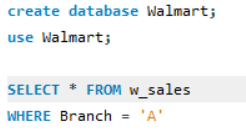 create database Walmart;
use Walmart;
SELECT * FROM w_sales
WHERE Branch = 'A'